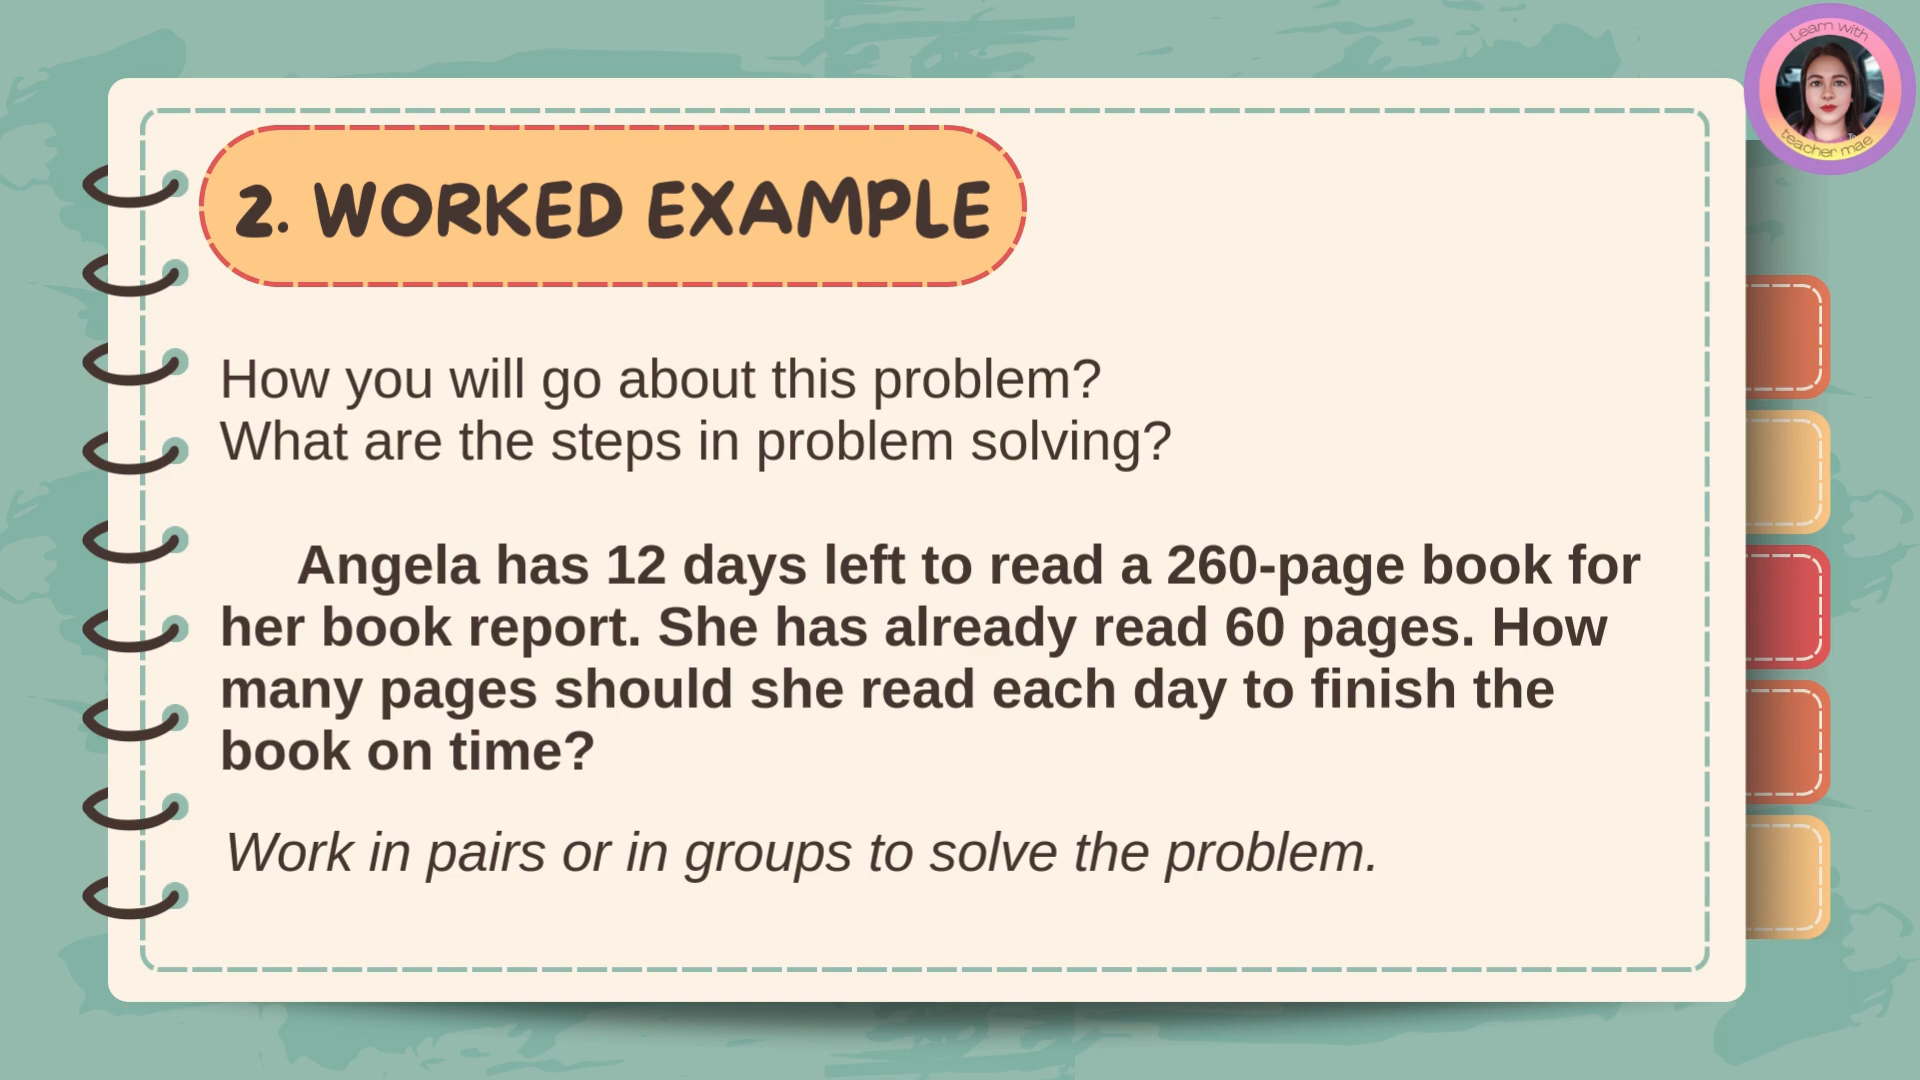 Learn with
teacher mae
2. WORKED EXAMPLE
How you will go about this problem?
What are the steps in problem solving?
Angela has 12 days left to read a 260-page book for
her book report. She has already read 60 pages. How
many pages should she read each day to finish the
book on time?
Work in pairs or in groups to solve the problem.